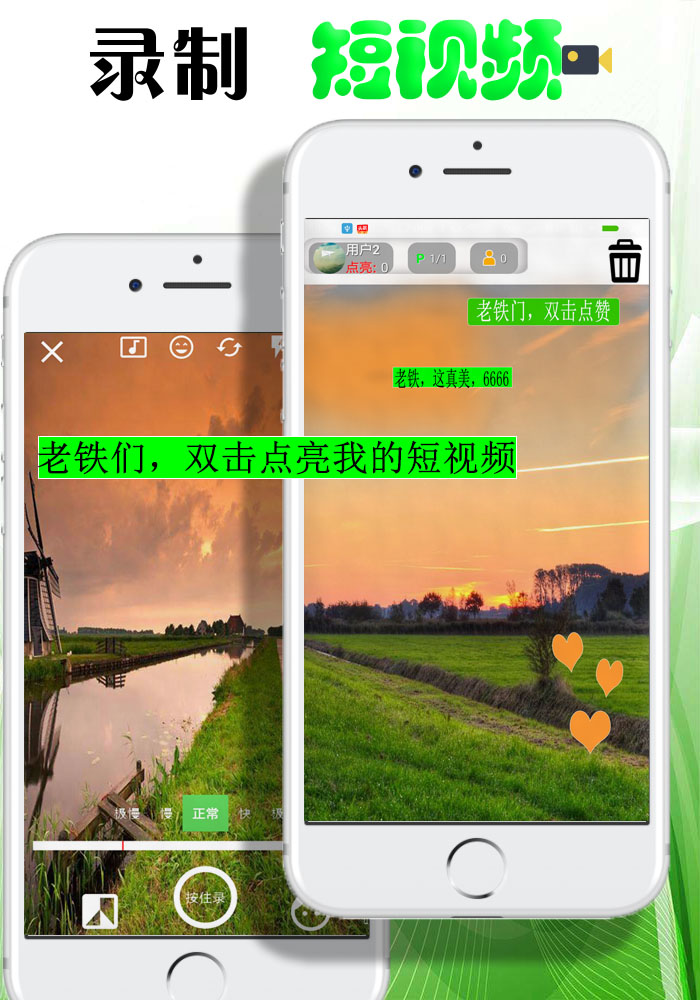 录制 短视频
用户2
点亮: 0
P 1/1
0
老铁门，双击点赞
老铁，这真美，6666
老铁们，双击点亮我的短视频
极慢 慢 正常 快
按住录